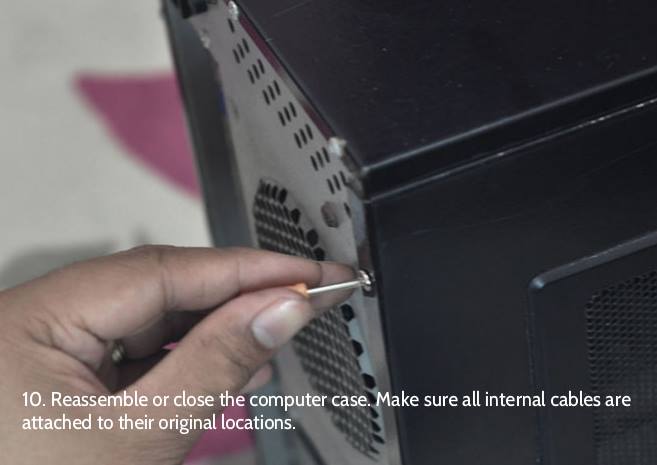 10. Reassemble or close the computer case. Make sure all internal cables are
attached to their original locations.